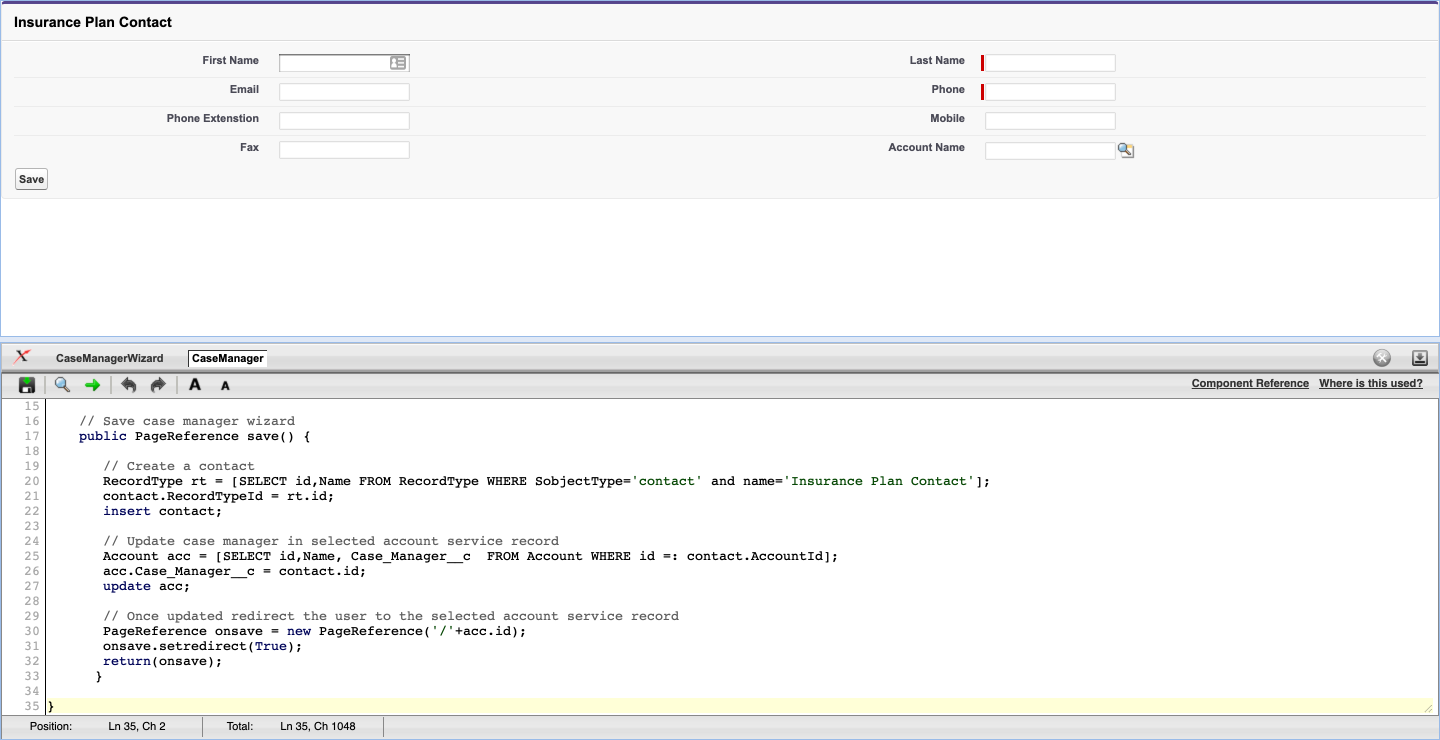 Insurance Plan Contact
First Name
Last Name
Email
Phone
Phone Extenstion
Mobile
Fax
Account Name
Save
CaseManagerWizard CaseManager
A A Component Reference Where is this used?
15
16 // Save case manager wizard
17 public PageReference save() {
18
19 // Create a contact
20 RecordType rt = [SELECT id,Name FROM RecordType WHERE SobjectType='contact' and name='Insurance Plan Contact'];
21 contact.RecordTypeId = rt.id;
22 insert contact;
23
24 // Update case manager in selected account service record
25 Account acc = [SELECT id,Name, Case_Manager__c  FROM Account WHERE id =: contact.AccountId];
26 acc.Case_Manager__c = contact.id;
27 update acc;
28
29 // Once updated redirect the user to the selected account service record
30 PageReference onsave = new PageReference('/'+acc.id);
31 onsave.setredirect(True);
32 return(onsave);
33 }
34
35 }
Position: Ln 35, Ch 2 Total: Ln 35, Ch 1048